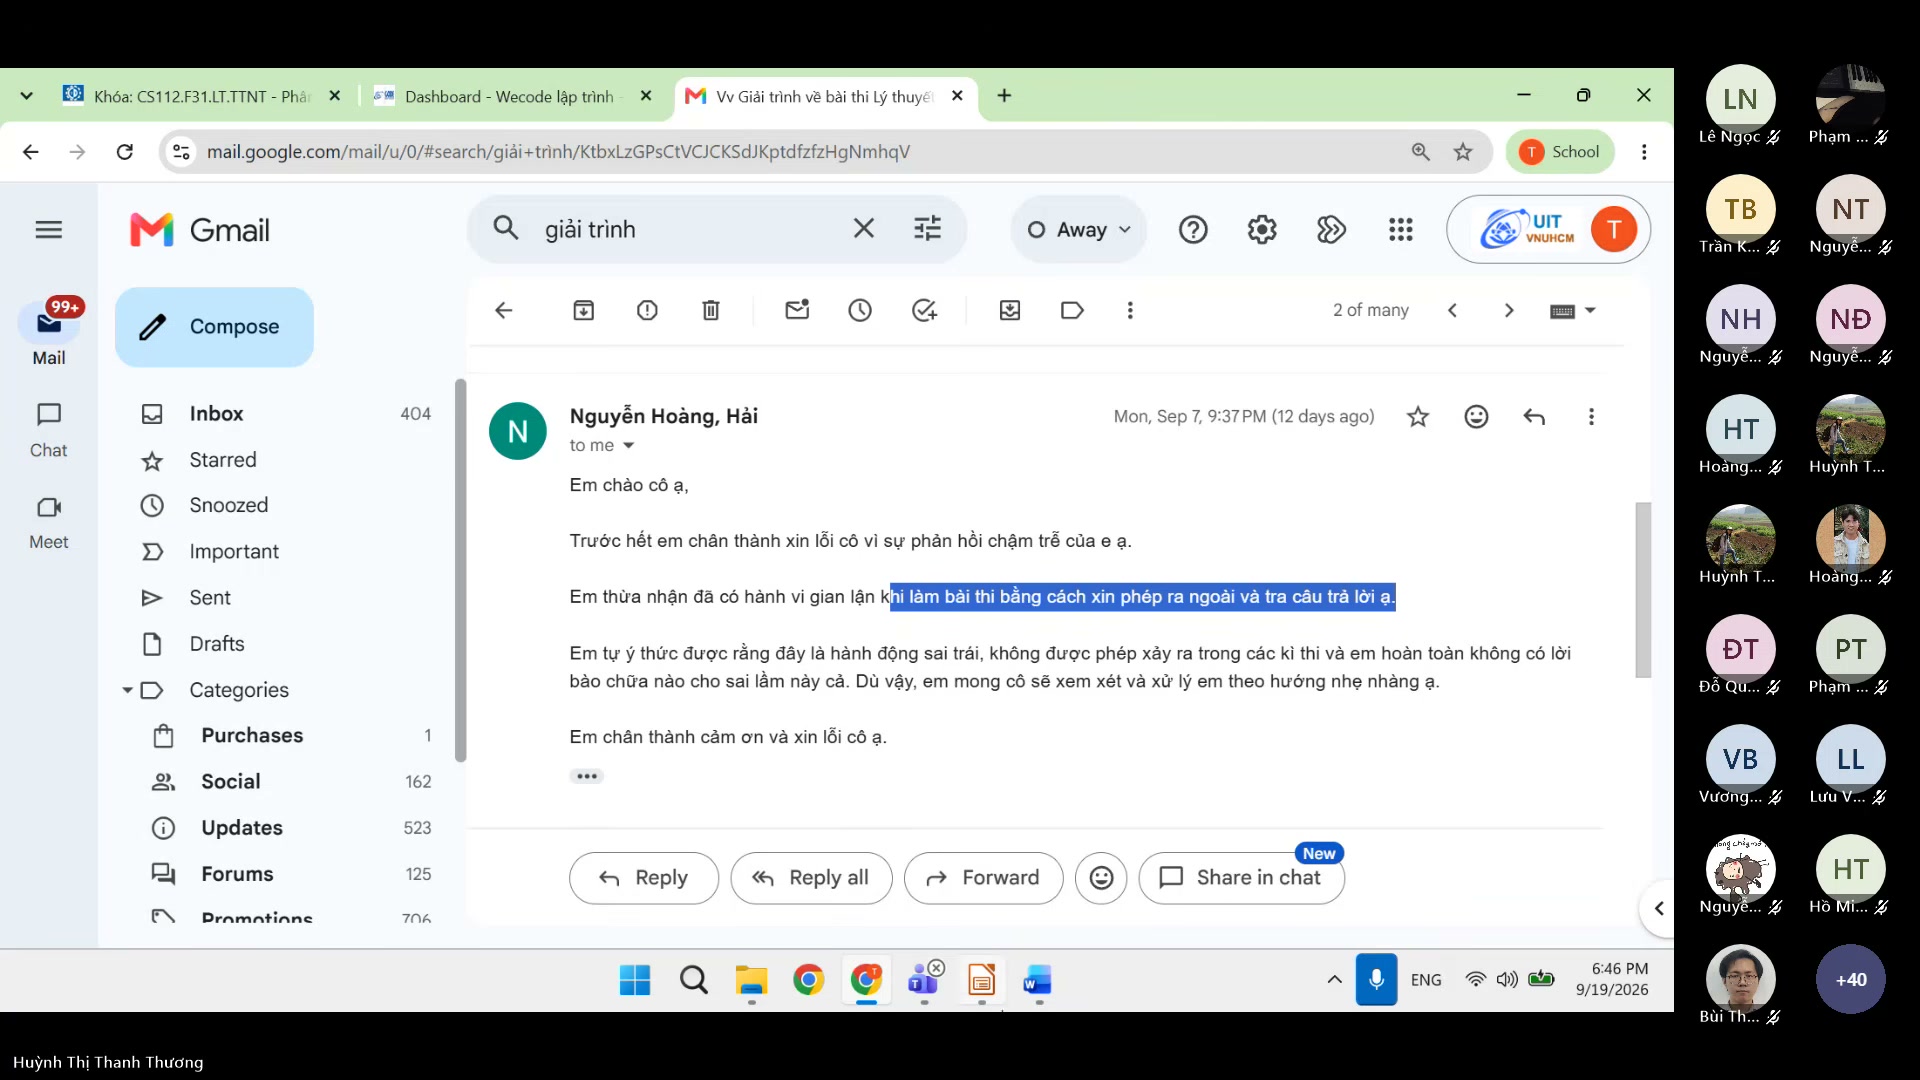 Khóa: CS112.F31.LT.TTNT - Phân
Dashboard - Wecode lập trình -
Vv Giải trình về bài thi Lý thuyết
mail.google.com/mail/u/0/#search/giải+trình/KtbxLzGPsCtVCJCKSdJKptdfzfzHgNmhqV
T School
Gmail
giải trình
Away
UIT
VNUHCM
T
99+
Mail
Chat
Meet
Compose
Inbox 404
Starred
Snoozed
Important
Sent
Drafts
Categories
Purchases 1
Social 162
Updates 523
Forums 125
Promotions 706
2 of many
N
Nguyễn Hoàng, Hải
Mon, Sep 7, 9:37 PM (12 days ago)
to me
Em chào cô ạ,
Trước hết em chân thành xin lỗi cô vì sự phản hồi chậm trễ của e ạ.
Em thừa nhận đã có hành vi gian lận khi làm bài thi bằng cách xin phép ra ngoài và tra câu trả lời ạ.
Em tự ý thức được rằng đây là hành động sai trái, không được phép xảy ra trong các kì thi và em hoàn toàn không có lời
bào chữa nào cho sai lầm này cả. Dù vậy, em mong cô sẽ xem xét và xử lý em theo hướng nhẹ nhàng ạ.
Em chân thành cảm ơn và xin lỗi cô ạ.
New
Reply
Reply all
Forward
Share in chat
ENG
6:46 PM
9/19/2026
LN
Lê Ngọc
Phạm ...
TB
Trần K...
NT
Nguyễ...
NH
Nguyễ...
NĐ
Nguyễ...
HT
Hoàng...
Huỳnh T...
Huỳnh T...
Hoàng...
ĐT
Đỗ Qu...
PT
Phạm ...
VB
Vương...
LL
Lưu V...
Nguyễ...
HT
Hồ Mi...
Bùi Th...
+40
Huỳnh Thị Thanh Thương